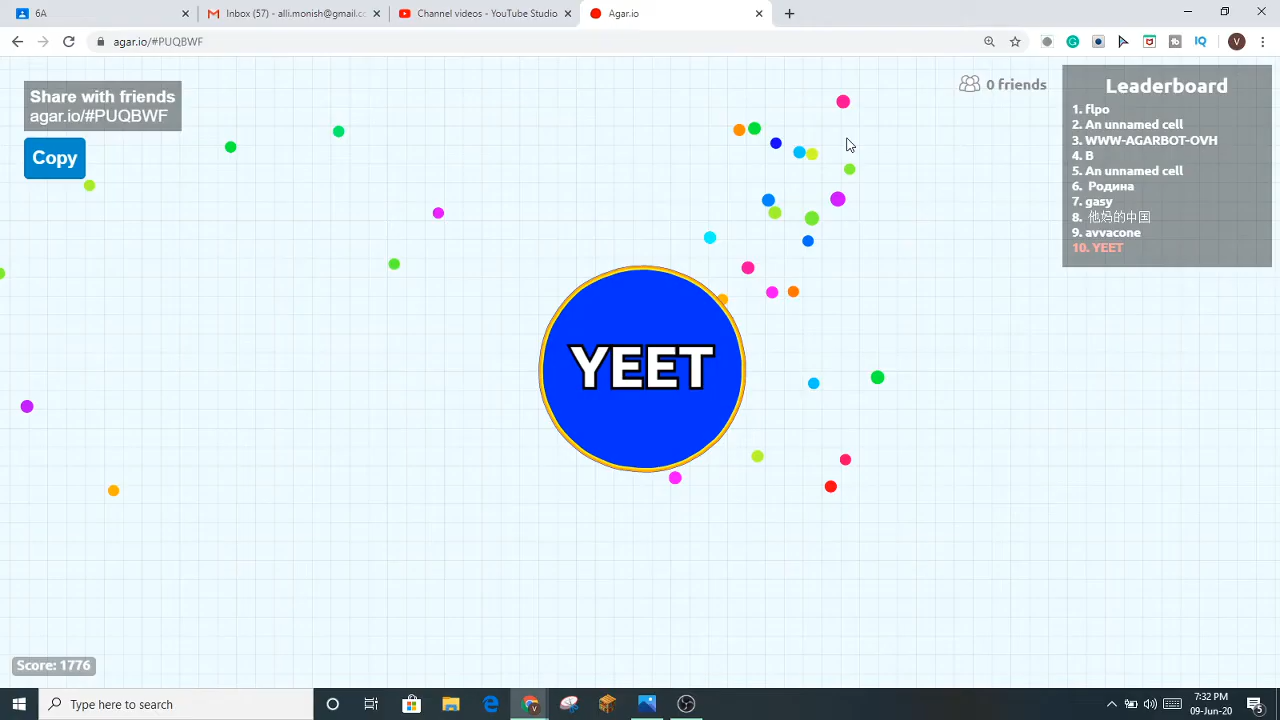 6A
Inbox (57) - alli.monish@gmail.cc
Channel videos - YouTube Studio
Agar.io
agar.io/#PUQBWF
IQ
V
Share with friends
agar.io/#PUQBWF
Copy
0 friends
Leaderboard
1. flpo
2. An unnamed cell
3. WWW-AGARBOT-OVH
4. B
5. An unnamed cell
6. Родина
7. gasy
8. 他妈的中国
9. avvacone
10. YEET
YEET
Score: 1776
Type here to search
7:32 PM
09-Jun-20